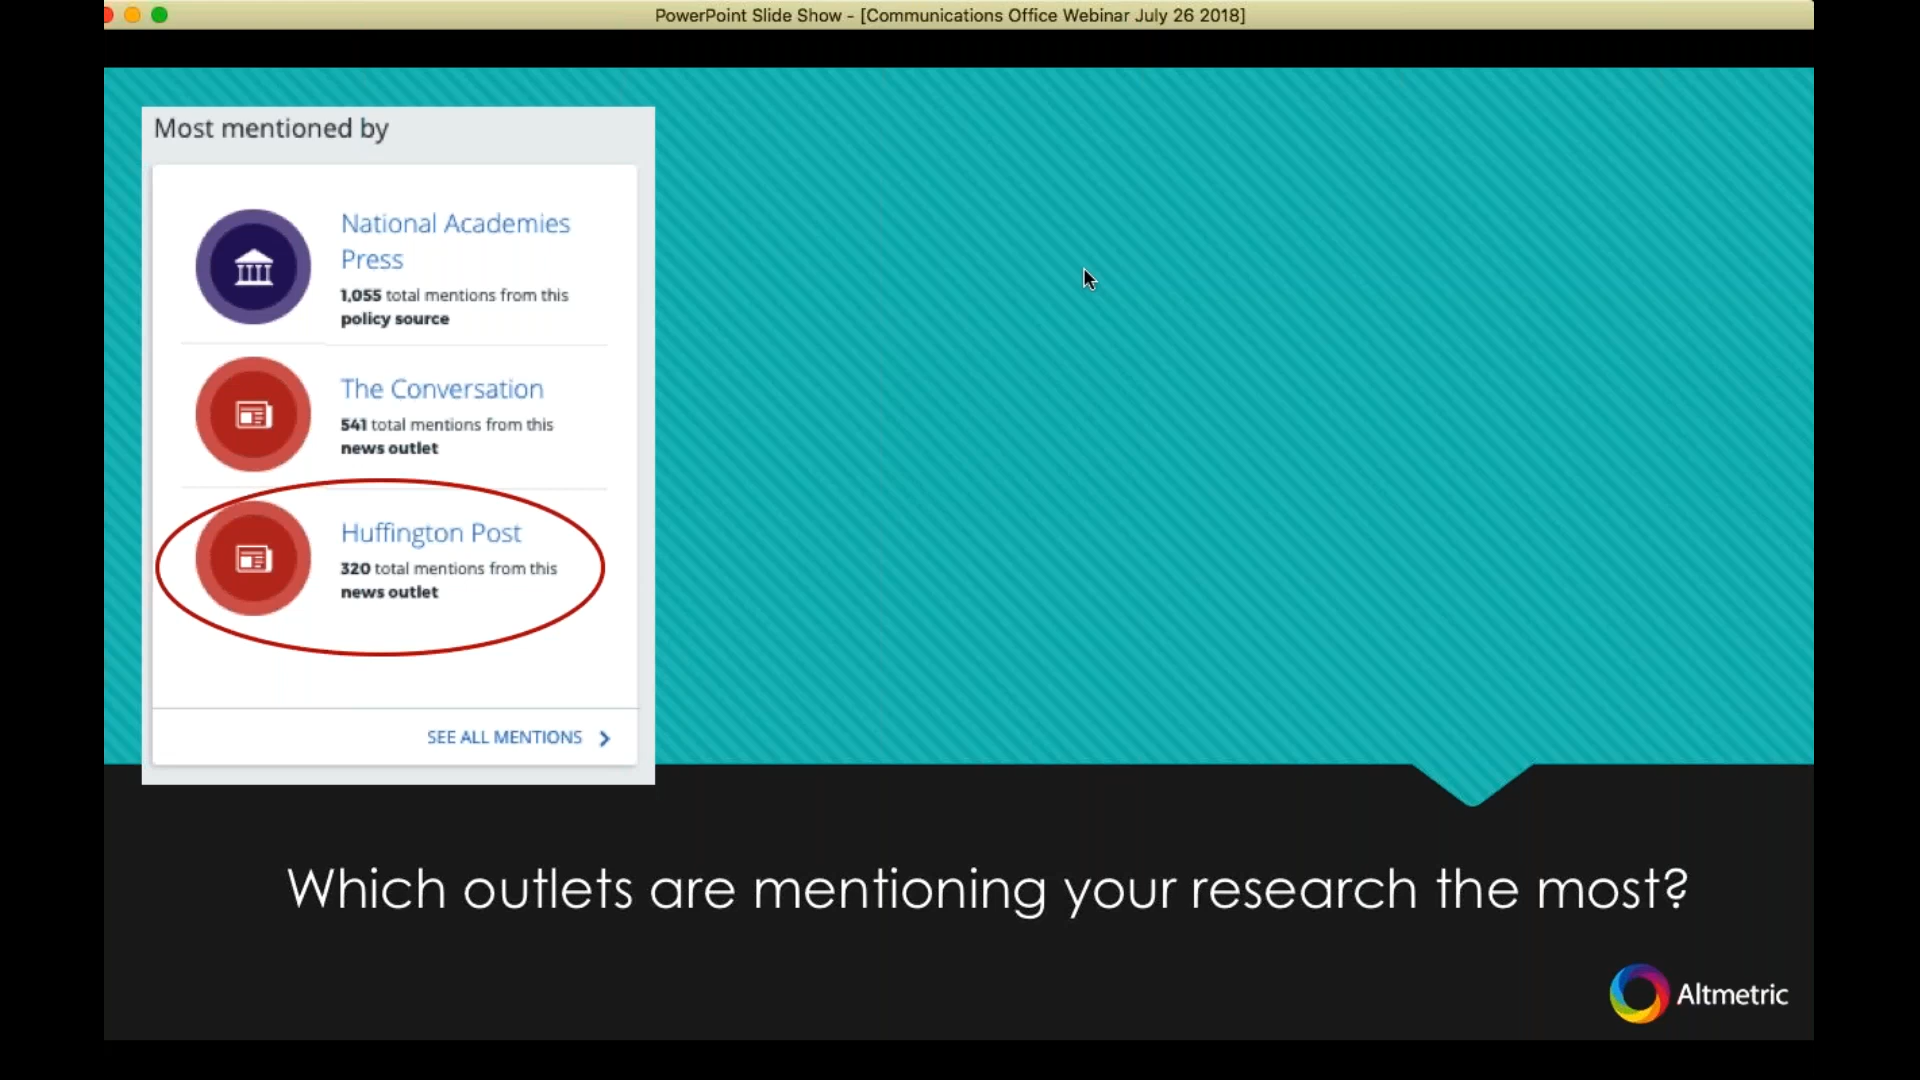 PowerPoint Slide Show - [Communications Office Webinar July 26 2018]
Most mentioned by
National Academies
Press
1,055 total mentions from this
policy source
The Conversation
541 total mentions from this
news outlet
Huffington Post
320 total mentions from this
news outlet
SEE ALL MENTIONS
Which outlets are mentioning your research the most?
Altmetric